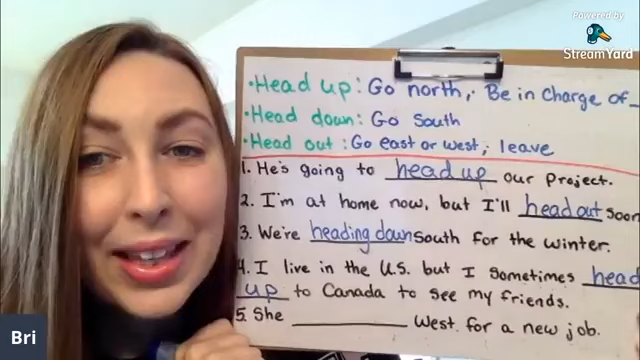 Powered by
StreamYard
• Head up: Go north, • Be in Charge of_
• Head down: Go South
• Head out: Go east or west; leave
1. He's going to head up our project.
2. I'm at home now, but I'll head out soon
3. We're heading down south for the winter.
4. I live in the U.S. but I sometimes head
up to Canada to see my friends.
5. She __________ West for a new job.
Bri